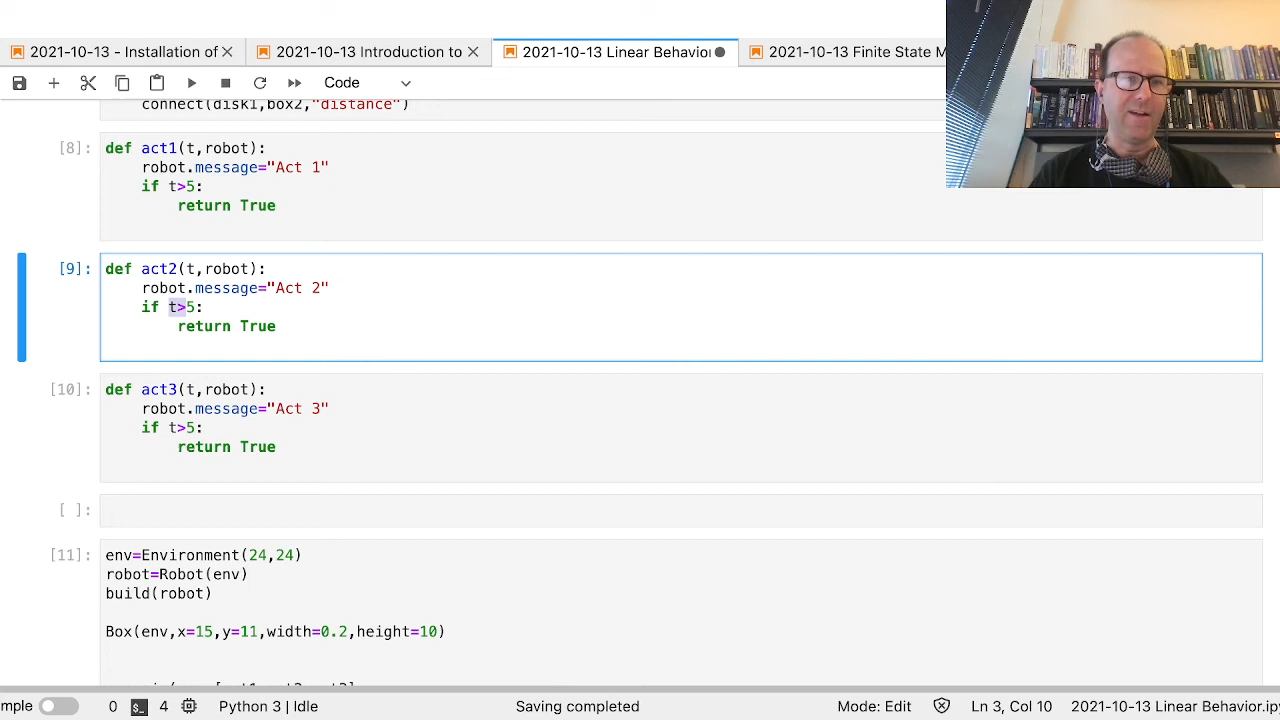 2021-10-13 - Installation of
2021-10-13 Introduction to
2021-10-13 Linear Behavior
2021-10-13 Finite State M
Code
connect(disk1,box2,"distance")
[8]:
def act1(t,robot):
robot.message="Act 1"
if t>5:
return True
[9]:
def act2(t,robot):
robot.message="Act 2"
if t>5:
return True
[10]:
def act3(t,robot):
robot.message="Act 3"
if t>5:
return True
[ ]:
[11]:
env=Environment(24,24)
robot=Robot(env)
build(robot)
Box(env,x=15,y=11,width=0.2,height=10)
mple 0 $_ 4 Python 3 | Idle Saving completed Mode: Edit Ln 3, Col 10 2021-10-13 Linear Behavior.ip